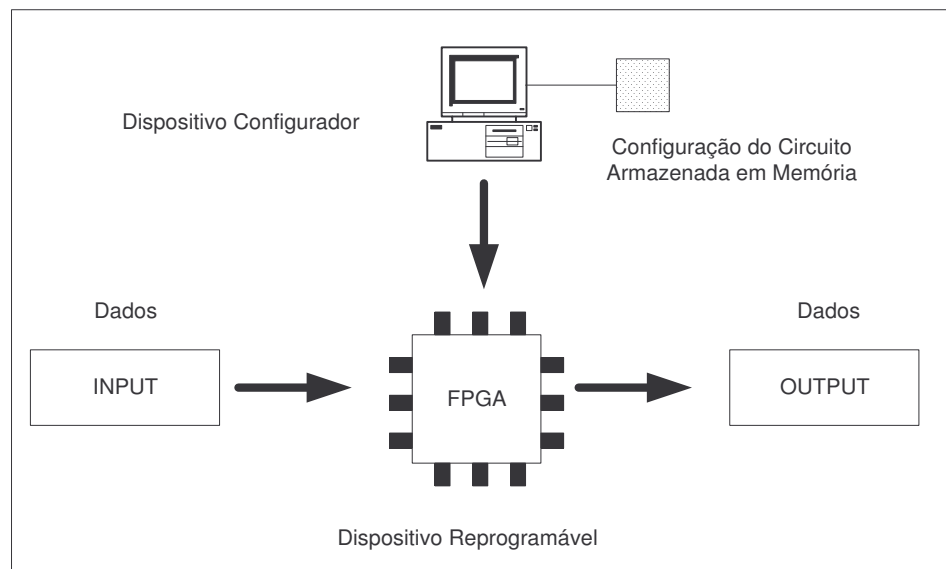 Dispositivo Configurador
Configuração do Circuito
Armazenada em Memória
Dados
INPUT
FPGA
Dados
OUTPUT
Dispositivo Reprogramável